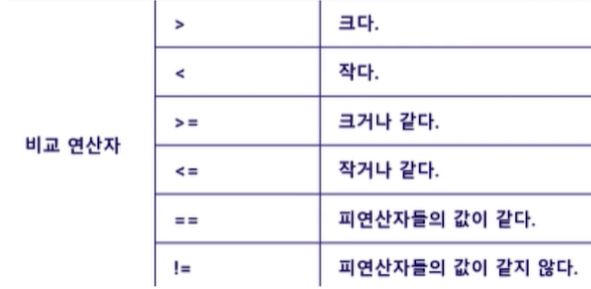 > 크다.
< 작다.
>= 크거나 같다.
비교 연산자
<= 작거나 같다.
== 피연산자들의 값이 같다.
!= 피연산자들의 값이 같지 않다.